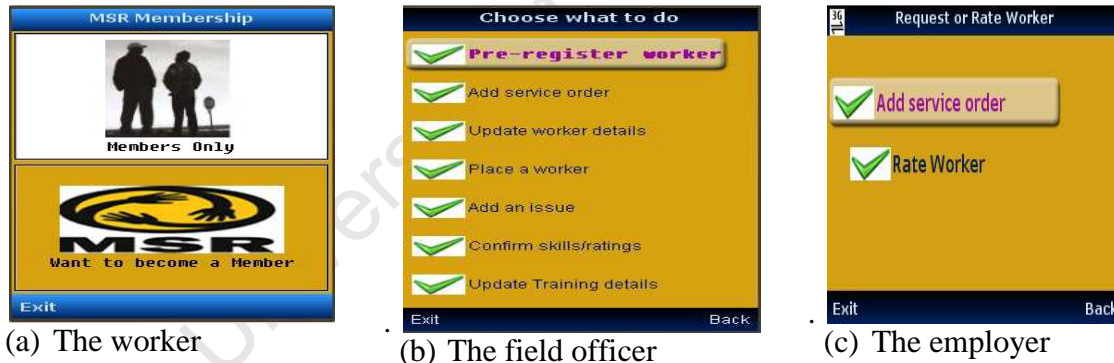 MSR Membership
Members Only
MSR
Want to become a Member
Exit
(a) The worker
Choose what to do
Pre-register worker
Add service order
Update worker details
Place a worker
Add an issue
Confirm skills/ratings
Update Training details
Exit Back
. (b) The field officer
3G
Request or Rate Worker
Add service order
Rate Worker
Exit Back
. (c) The employer